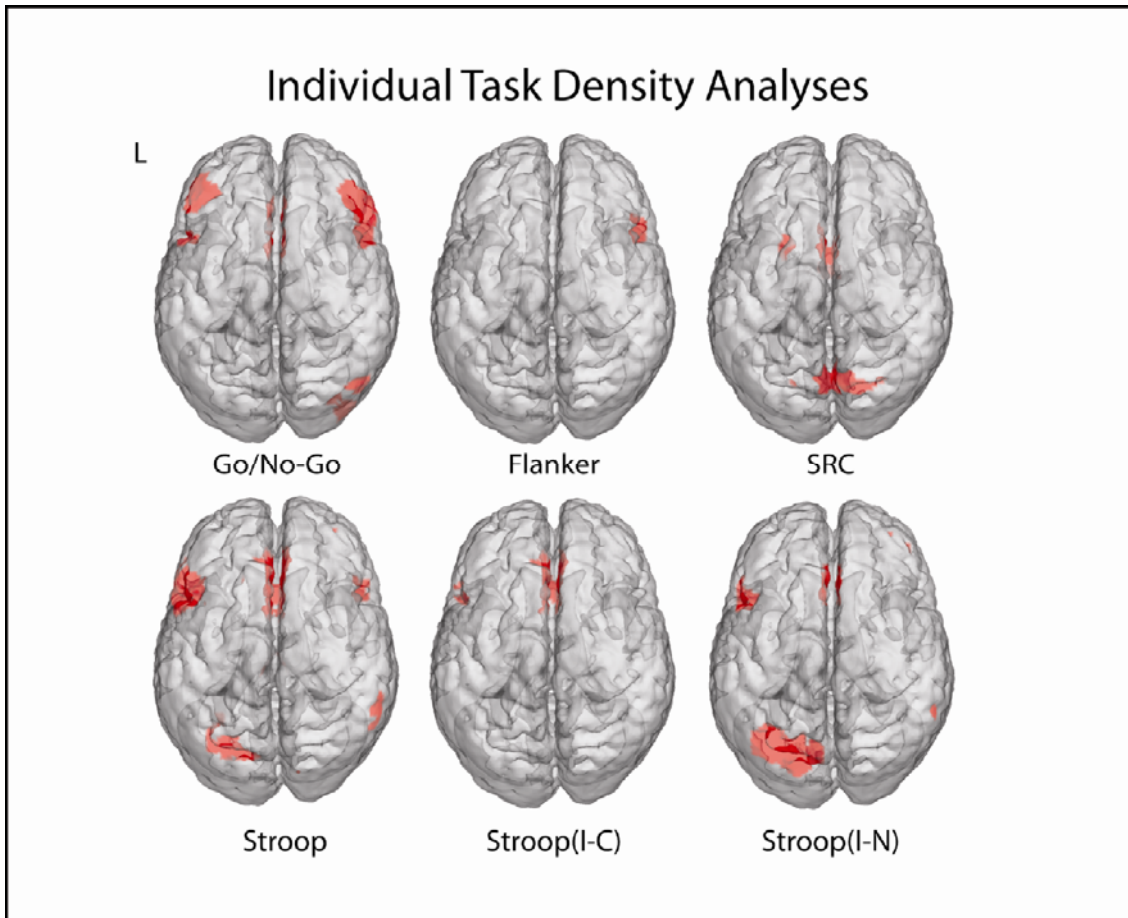 Individual Task Density Analyses
L
Go/No-Go Flanker SRC
Stroop Stroop(I-C) Stroop(I-N)